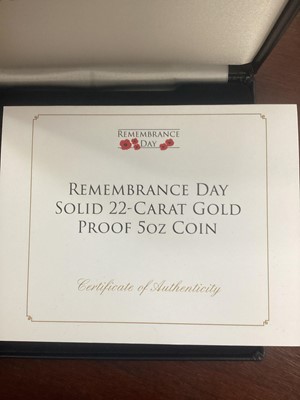 Remembrance
Day
Remembrance Day
Solid 22-Carat Gold
Proof 5oz Coin
Certificate of Authenticity